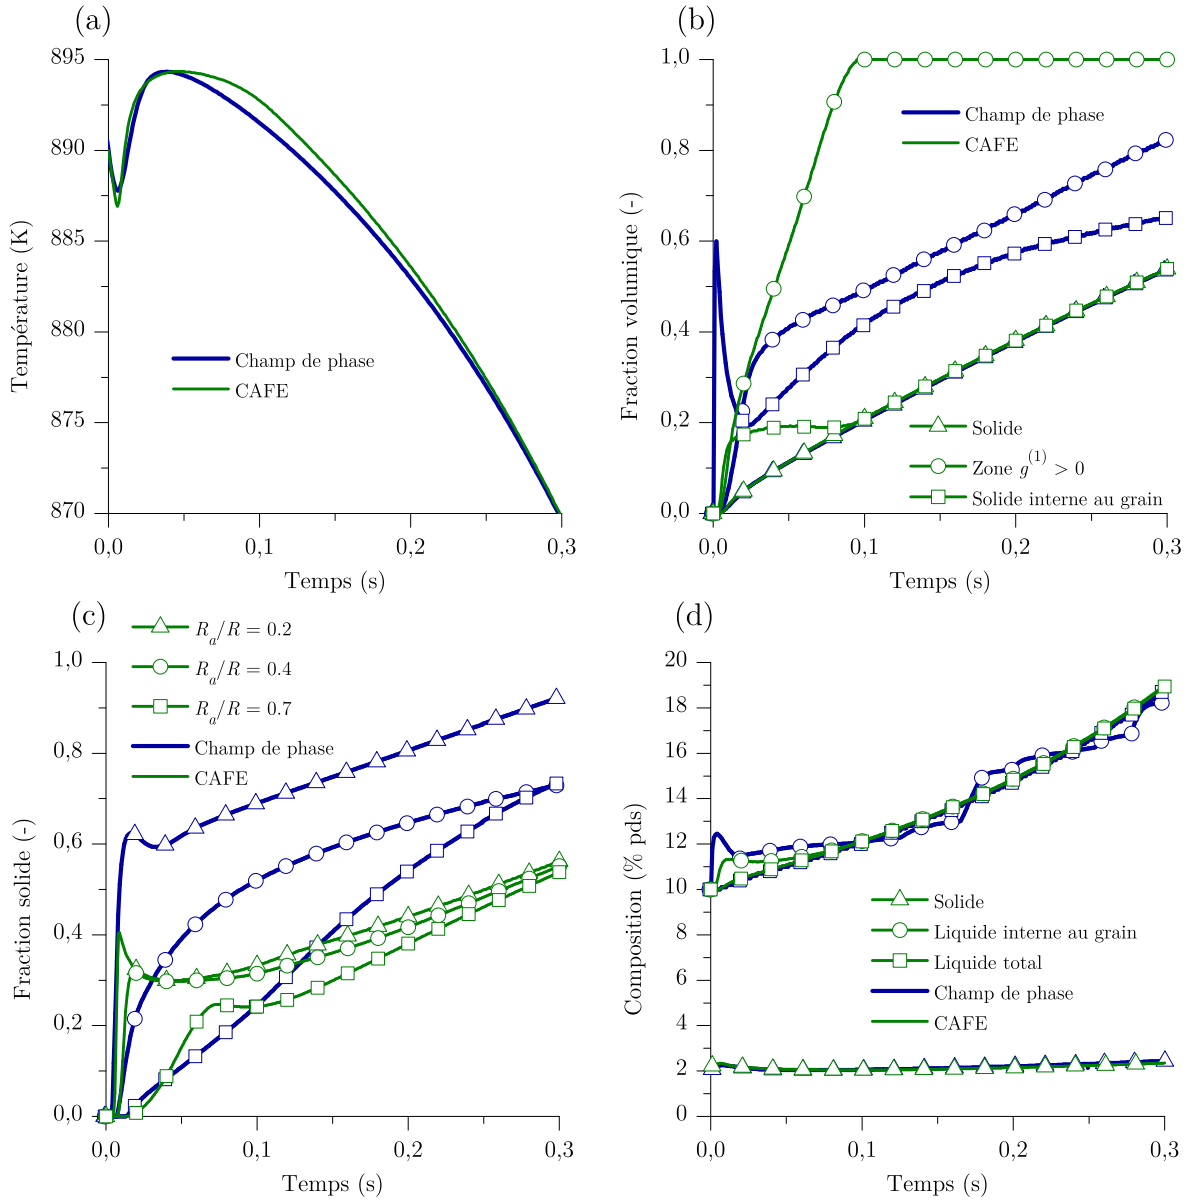 (a)
895
890
885
880
875
870
0,0
0,1
0,2
0,3
Température (K)
Temps (s)
Champ de phase
CAFE
(b)
1,0
0,8
0,6
0,4
0,2
0,0
0,0
0,1
0,2
0,3
Fraction volumique (-)
Temps (s)
Champ de phase
CAFE
Solide
Zone g(1) > 0
Solide interne au grain
(c)
Ra/R = 0.2
Ra/R = 0.4
Ra/R = 0.7
Champ de phase
CAFE
1,0
0,8
0,6
0,4
0,2
0,0
0,0
0,1
0,2
0,3
Fraction solide (-)
Temps (s)
(d)
20
18
16
14
12
10
8
6
4
2
0
0,0
0,1
0,2
0,3
Composition (% pds)
Temps (s)
Solide
Liquide interne au grain
Liquide total
Champ de phase
CAFE